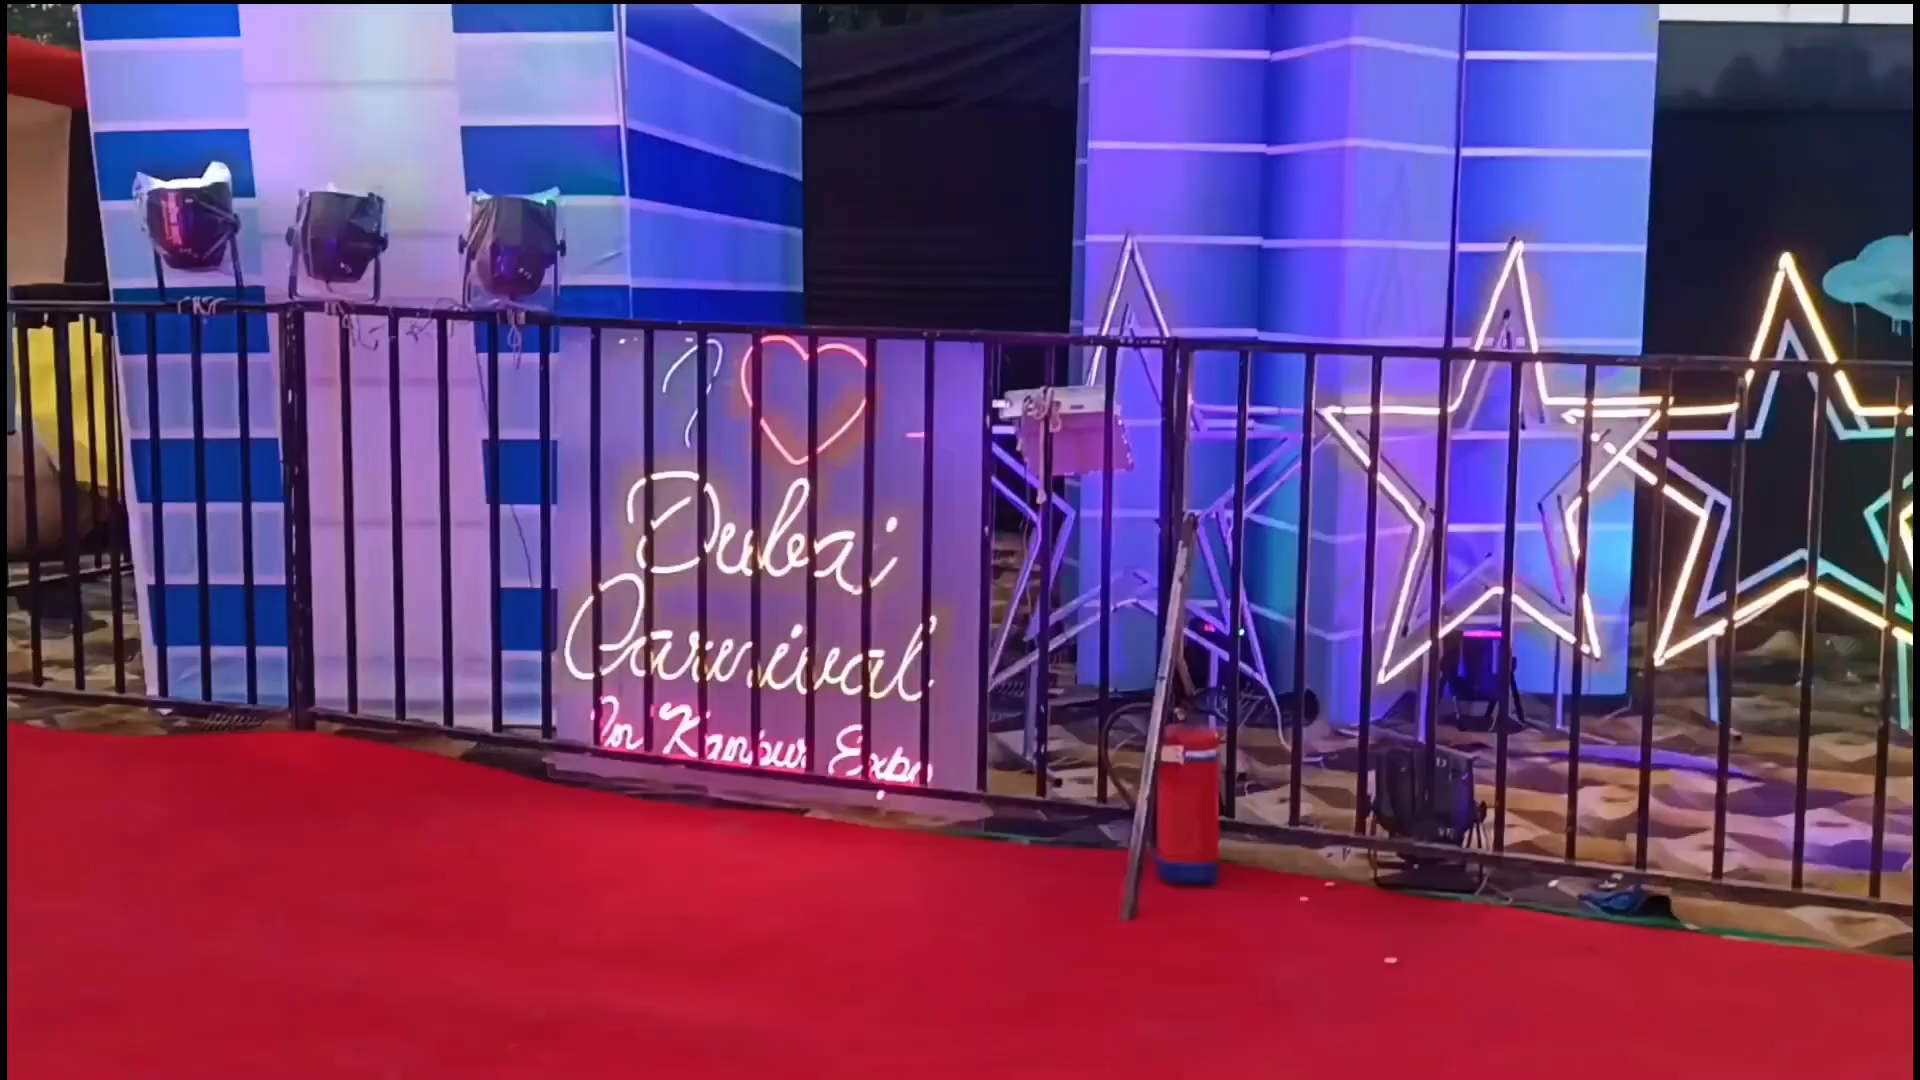 I ❤
Dubai
Carnival
In Kanpur Expo